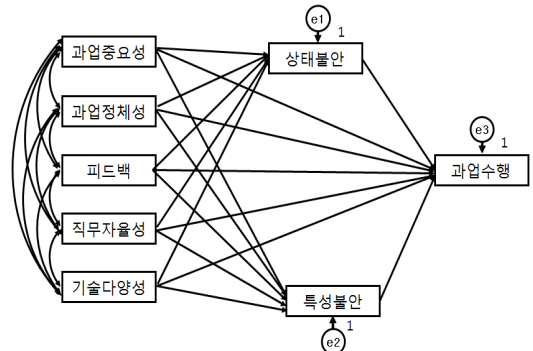 e1
1
과업중요성
상태불안
과업정체성
e3
1
피드백
과업수행
직무자율성
기술다양성
특성불안
1
e2